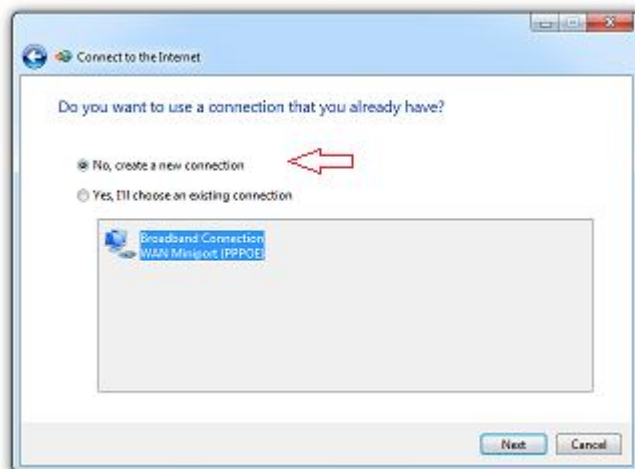 Connect to the Internet
Do you want to use a connection that you already have?
No, create a new connection
Yes, I'll choose an existing connection
Broadband Connection
WAN Miniport (PPPOE)
Next
Cancel